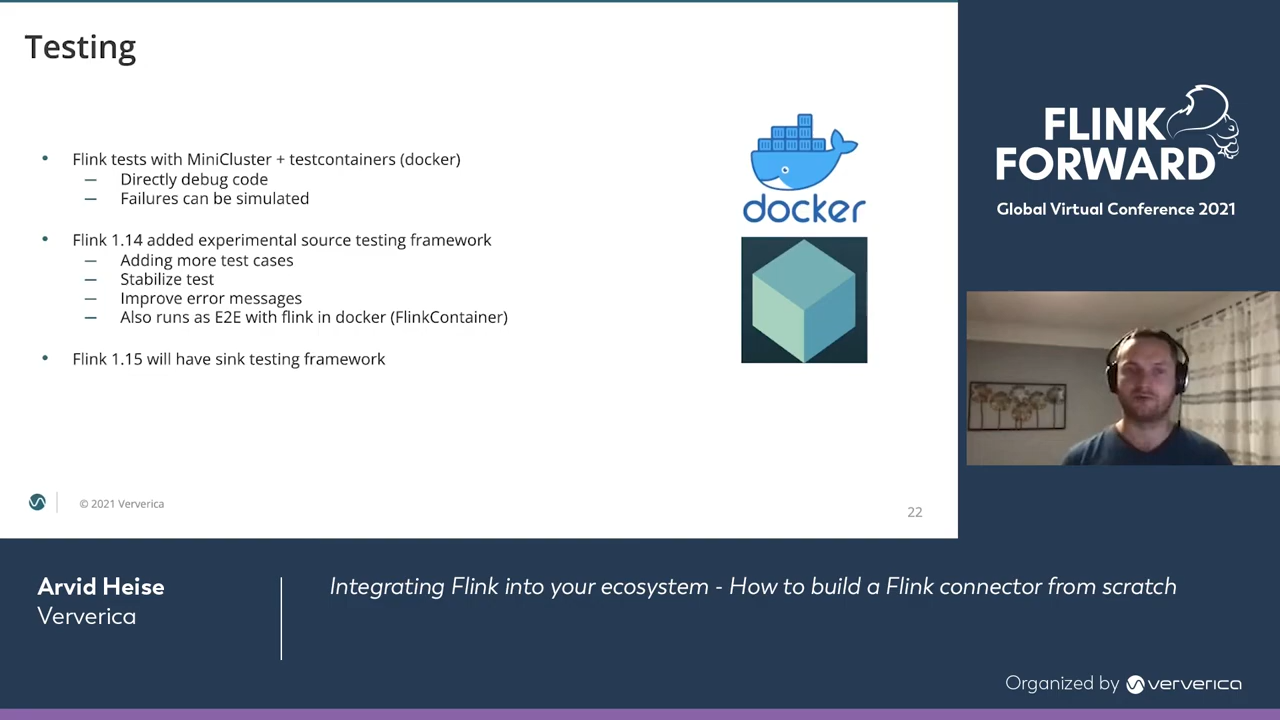 Testing
• Flink tests with MiniCluster + testcontainers (docker)
— Directly debug code
— Failures can be simulated
• Flink 1.14 added experimental source testing framework
— Adding more test cases
— Stabilize test
— Improve error messages
— Also runs as E2E with flink in docker (FlinkContainer)
• Flink 1.15 will have sink testing framework
docker
© 2021 Ververica
22
FLINK
FORWARD
Global Virtual Conference 2021
Arvid Heise
Ververica
Integrating Flink into your ecosystem - How to build a Flink connector from scratch
Organized by ververica